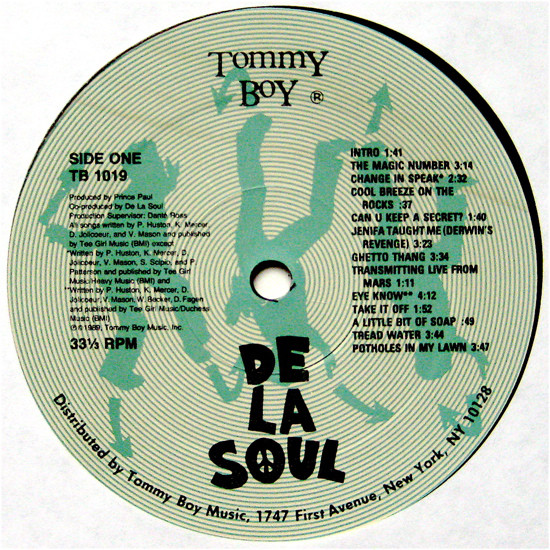 Tommy
Boy ®
SIDE ONE
TB 1019
Produced by Prince Paul
Co-produced by De La Soul
Production Supervisor: Dante Ross
All songs written by P. Huston, K. Mercer,
D. Jolicoeur, and V. Mason and published
by Tee Girl Music (BMI) except
*Written by P. Huston, K. Mercer, D.
Jolicoeur, V. Mason, S. Scipio, and P.
Patterson and published by Tee Girl
Music/Heavy Music (BMI) and
**Written by P. Huston, K. Mercer, D.
Jolicoeur, V. Mason, W. Becker, D. Fagen
and published by Tee Girl Music/Duchess
Music (BMI)
℗ © 1989, Tommy Boy Music, Inc.
33⅓ RPM
INTRO 1:41
THE MAGIC NUMBER 3:14
CHANGE IN SPEAK* 2:32
COOL BREEZE ON THE
ROCKS :37
CAN U KEEP A SECRET? 1:40
JENIFA TAUGHT ME (DERWIN'S
REVENGE) 3:23
GHETTO THANG 3:34
TRANSMITTING LIVE FROM
MARS 1:11
EYE KNOW** 4:12
TAKE IT OFF 1:52
A LITTLE BIT OF SOAP :49
TREAD WATER 3:44
POTHOLES IN MY LAWN 3:47
DE
LA
SOUL
Distributed by Tommy Boy Music, 1747 First Avenue, New York, NY 10128